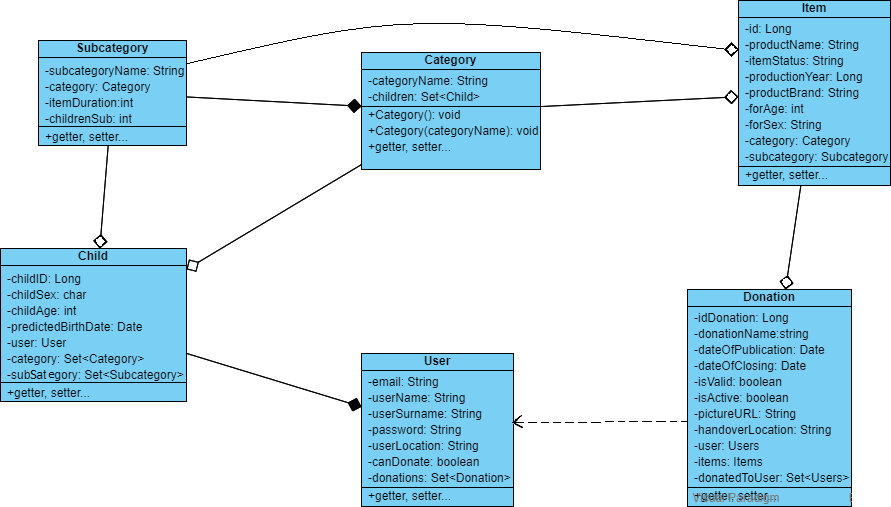 Subcategory
-subcategoryName: String
-category: Category
-itemDuration:int
-childrenSub: int
+getter, setter...
Category
-categoryName: String
-children: Set<Child>
+Category(): void
+Category(categoryName): void
+getter, setter...
Item
-id: Long
-productName: String
-itemStatus: String
-productionYear: Long
-productBrand: String
-forAge: int
-forSex: String
-category: Category
-subcategory: Subcategory
+getter, setter...
Child
-childID: Long
-childSex: char
-childAge: int
-predictedBirthDate: Date
-user: User
-category: Set<Category>
-subSategory: Set<Subcategory>
+getter, setter...
User
-email: String
-userName: String
-userSurname: String
-password: String
-userLocation: String
-canDonate: boolean
-donations: Set<Donation>
+getter, setter...
Donation
-idDonation: Long
-donationName:string
-dateOfPublication: Date
-dateOfClosing: Date
-isValid: boolean
-isActive: boolean
-pictureURL: String
-handoverLocation: String
-user: Users
-items: Items
-donatedToUser: Set<Users>
+getter, setter...
Visual Paradigm